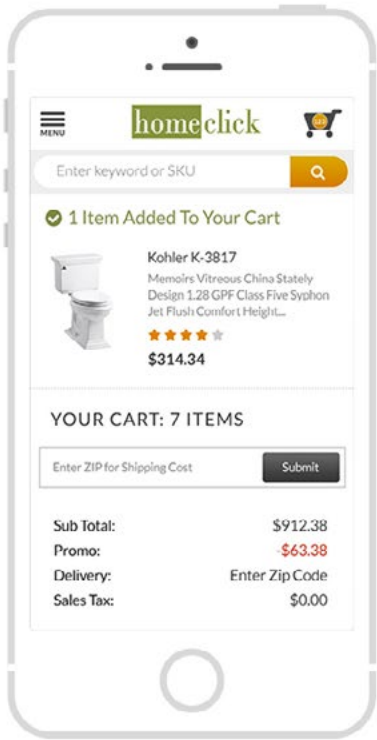 MENU
homeclick
Enter keyword or SKU
1 Item Added To Your Cart
Kohler K-3817
Memoirs Vitreous China Stately
Design 1.28 GPF Class Five Syphon
Jet Flush Comfort Height...
$314.34
YOUR CART: 7 ITEMS
Enter ZIP for Shipping Cost
Submit
Sub Total: $912.38
Promo: -$63.38
Delivery: Enter Zip Code
Sales Tax: $0.00